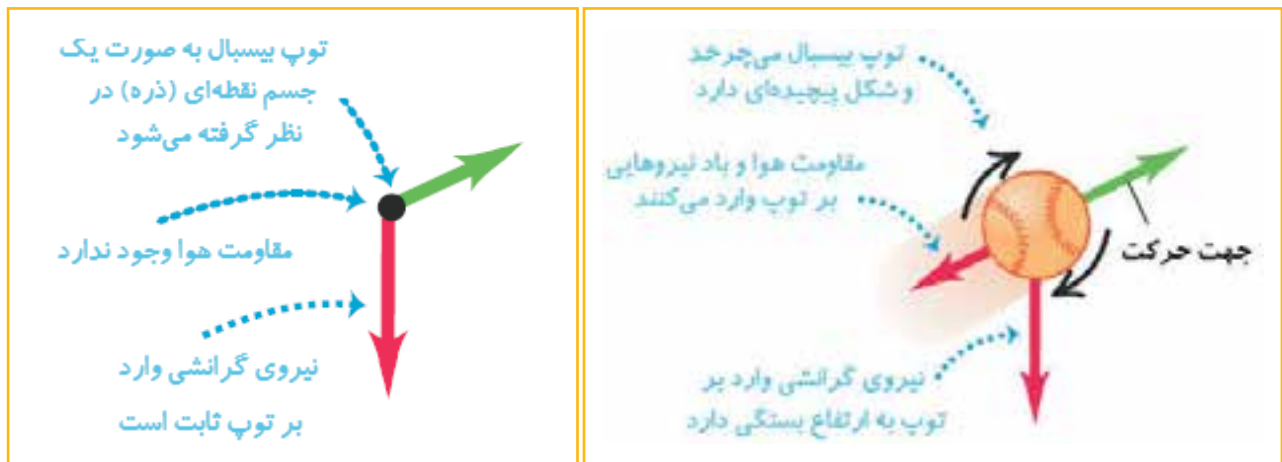 توپ بیسبال می‌چرخد
و شکل پیچیده‌ای دارد
مقاومت هوا و باد نیروهایی
بر توپ وارد می‌کنند
جهت حرکت
نیروی گرانشی وارد بر
توپ به ارتفاع بستگی دارد
توپ بیسبال به صورت یک
جسم نقطه‌ای (ذره) در
نظر گرفته می‌شود
مقاومت هوا وجود ندارد
نیروی گرانشی وارد
بر توپ ثابت است